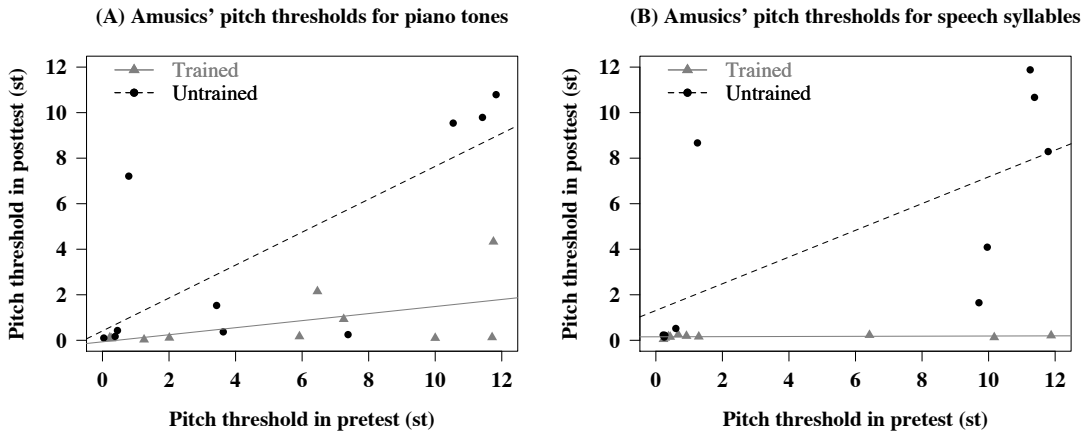 (A) Amusics’ pitch thresholds for piano tones
Pitch threshold in posttest (st)
12
10
8
6
4
2
0
Trained
Untrained
0 2 4 6 8 10 12
Pitch threshold in pretest (st)
(B) Amusics’ pitch thresholds for speech syllables
Pitch threshold in posttest (st)
12
10
8
6
4
2
0
Trained
Untrained
0 2 4 6 8 10 12
Pitch threshold in pretest (st)